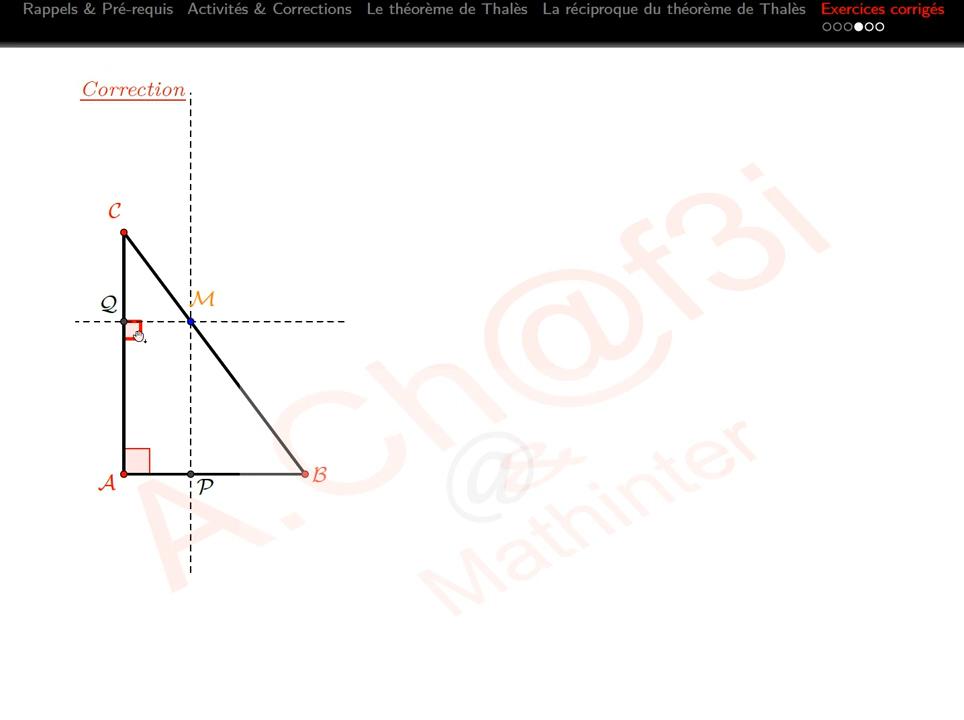 Rappels & Pré-requis Activités & Corrections Le théorème de Thalès La réciproque du théorème de Thalès Exercices corrigés
Correction
C
Q
M
A
P
B
A.Ch@f3i
@
Mathinter